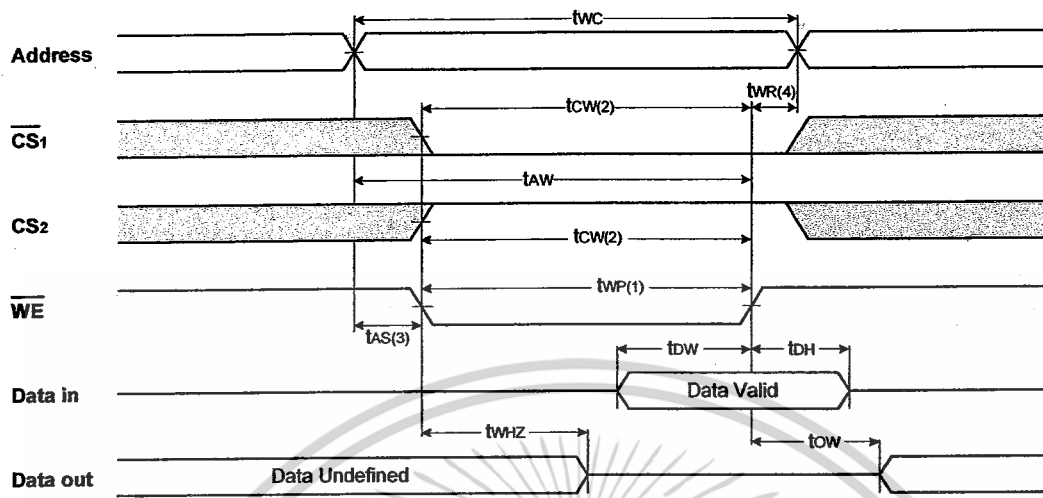 tWC
Address
tCW(2)
tWR(4)
CS1
tAW
CS2
tCW(2)
WE
tWP(1)
tAS(3)
tDW
tDH
Data in
Data Valid
tWHZ
tOW
Data out
Data Undefined